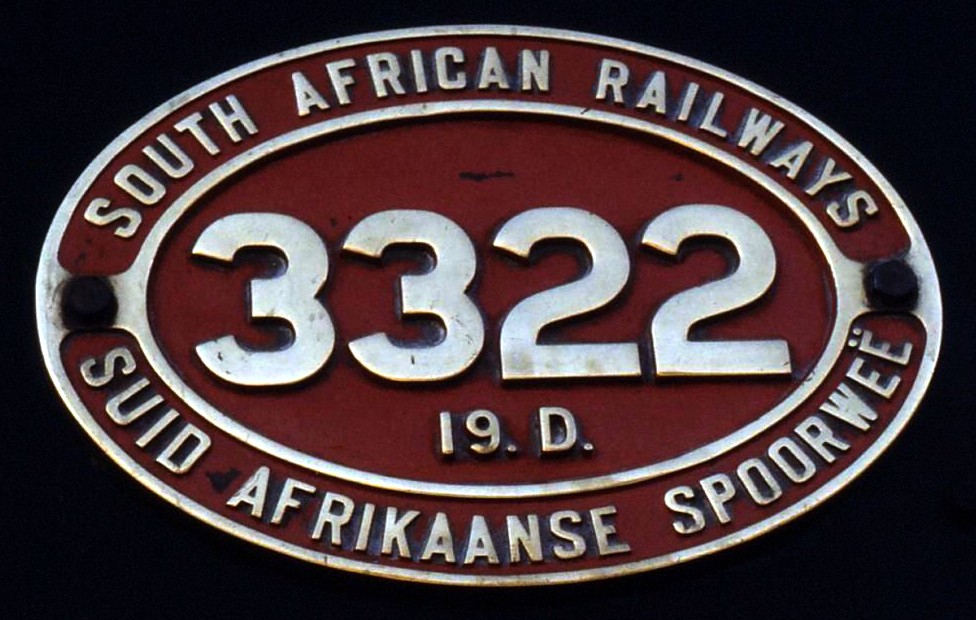 SOUTH AFRICAN RAILWAYS
3322
19. D.
SUID AFRIKAANSE SPOORWEË